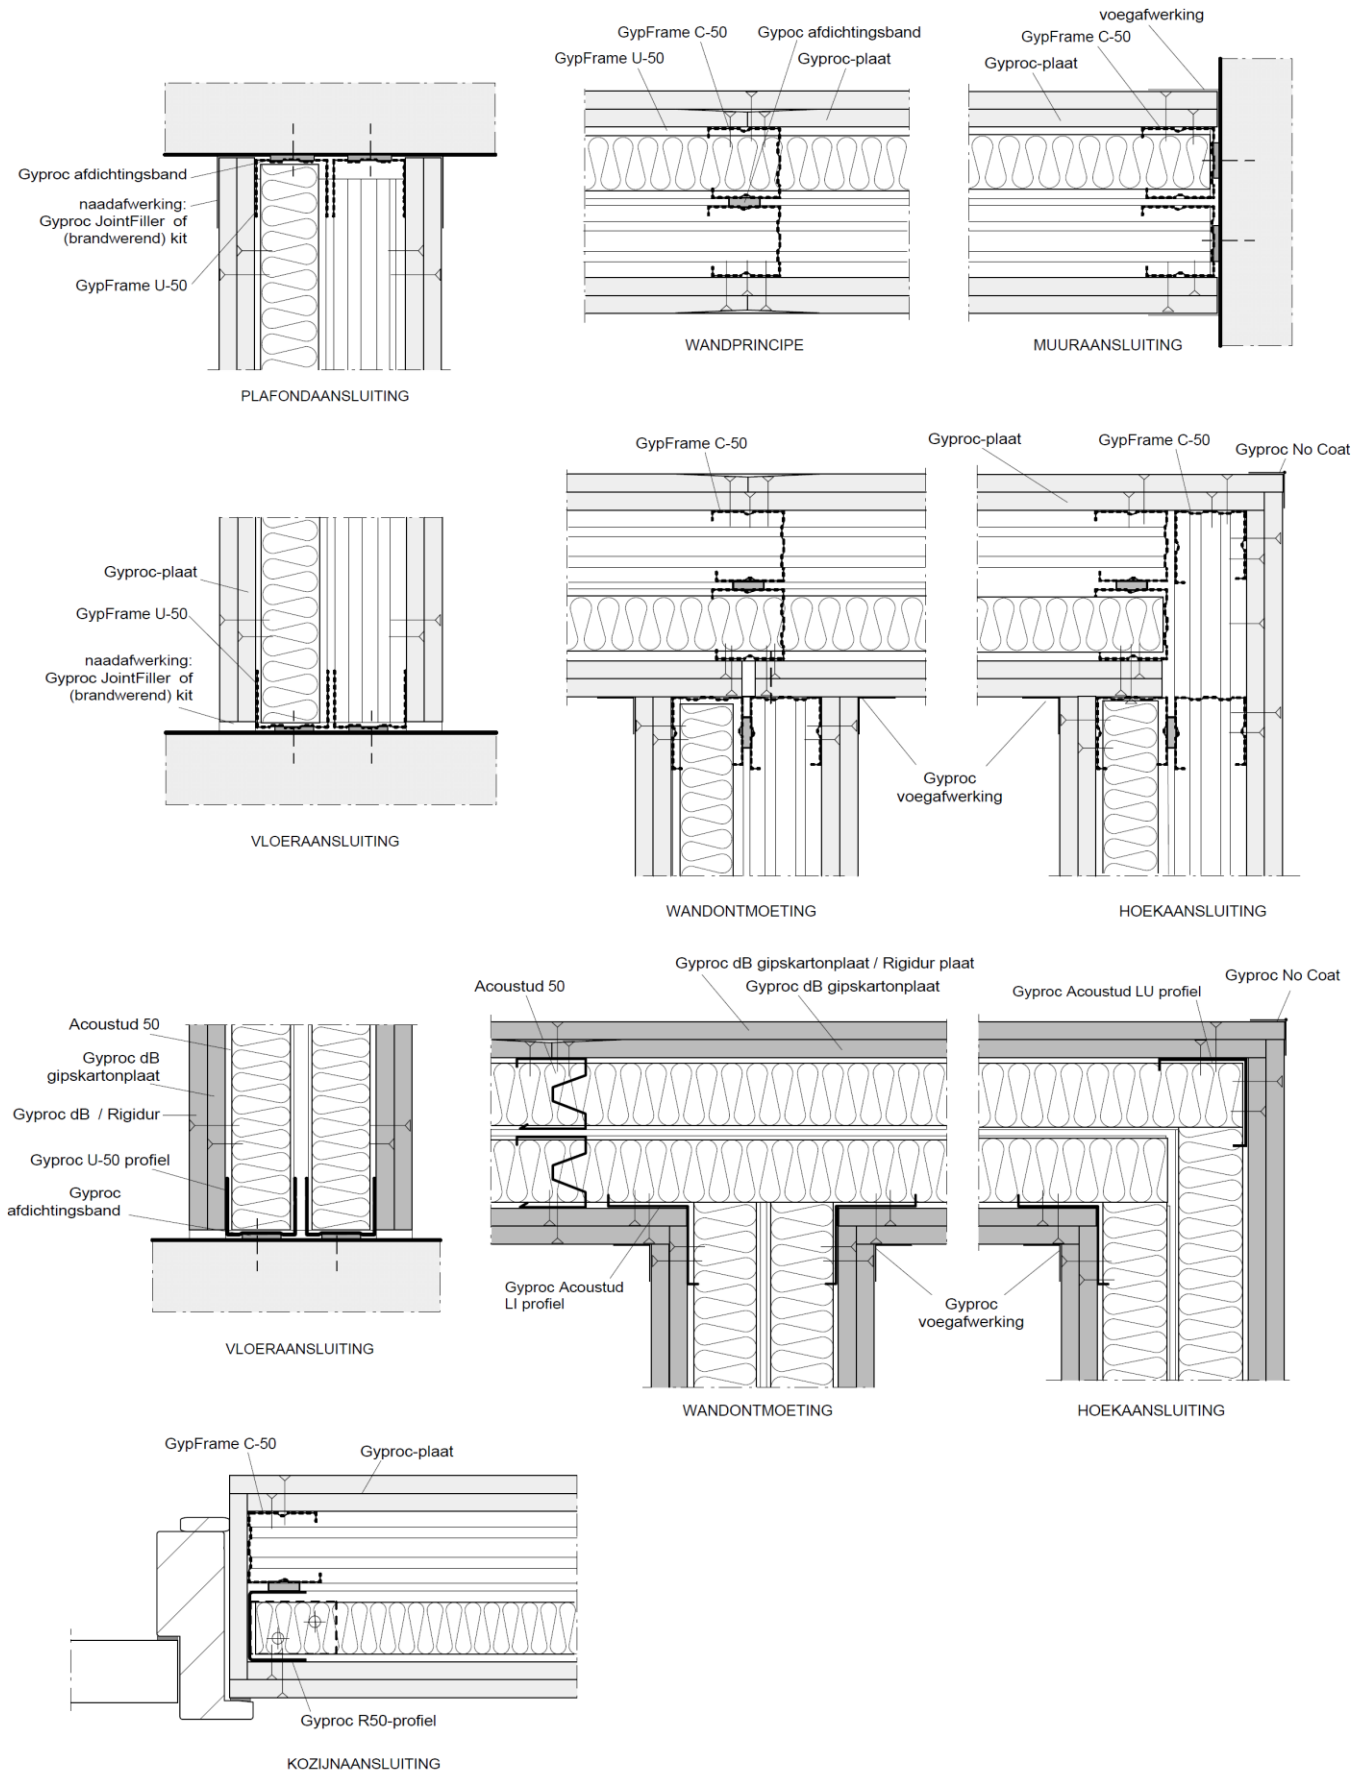 Gyproc afdichtingsband
naadafwerking:
Gyproc JointFiller of
(brandwerend) kit
GypFrame U-50
PLAFONDAANSLUITING
GypFrame C-50
Gypoc afdichtingsband
GypFrame U-50
Gyproc-plaat
WANDPRINCIPE
voegafwerking
GypFrame C-50
Gyproc-plaat
MUURAANSLUITING
Gyproc-plaat
GypFrame U-50
naadafwerking:
Gyproc JointFiller of
(brandwerend) kit
VLOERAANSLUITING
GypFrame C-50
Gyproc-plaat
GypFrame C-50
Gyproc No Coat
Gyproc
voegafwerking
WANDONTMOETING
HOEKAANSLUITING
Acoustud 50
Gyproc dB
gipskartonplaat
Gyproc dB / Rigidur
Gyproc U-50 profiel
Gyproc
afdichtingsband
VLOERAANSLUITING
Gyproc dB gipskartonplaat / Rigidur plaat
Acoustud 50
Gyproc dB gipskartonplaat
Gyproc Acoustud LU profiel
Gyproc No Coat
Gyproc Acoustud
LI profiel
Gyproc
voegafwerking
WANDONTMOETING
HOEKAANSLUITING
GypFrame C-50
Gyproc-plaat
Gyproc R50-profiel
KOZIJNAANSLUITING